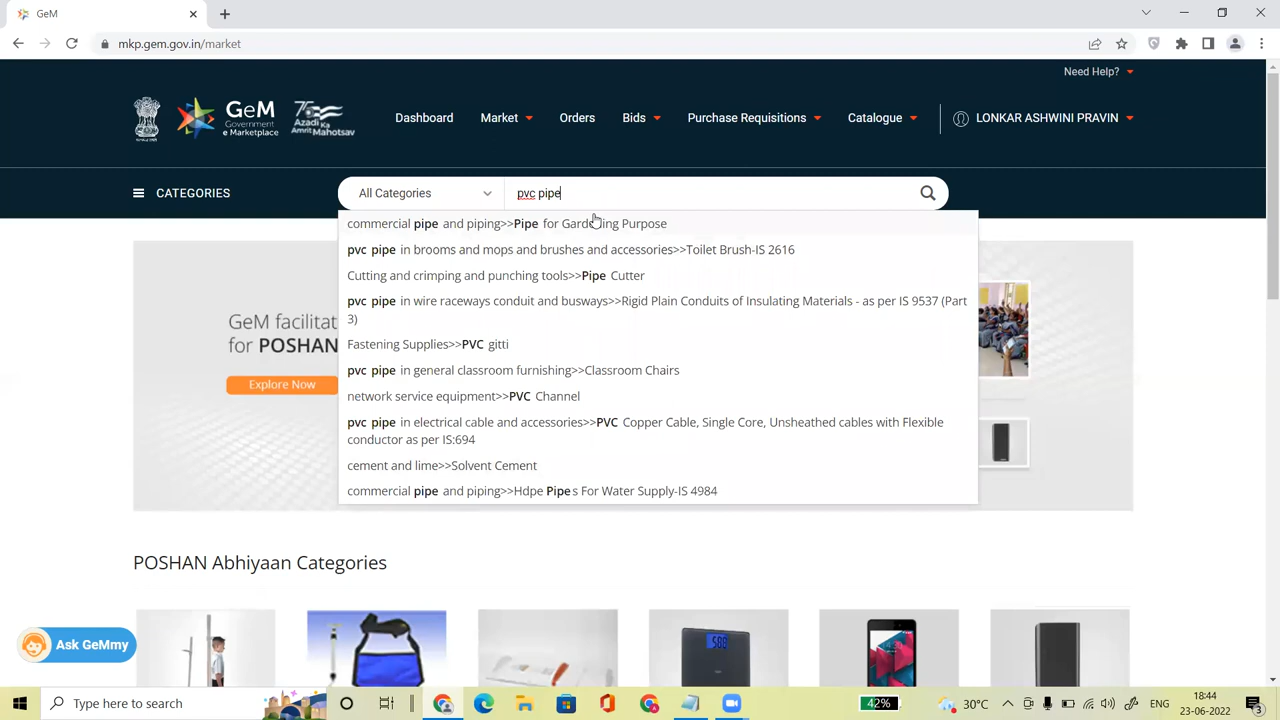 GeM
mkp.gem.gov.in/market
Need Help?
GeM
Government
e Marketplace
75
Azadi Ka
Amrit Mahotsav
Dashboard Market Orders Bids Purchase Requisitions Catalogue LONKAR ASHWINI PRAVIN
CATEGORIES All Categories pvc pipe
commercial pipe and piping>>Pipe for Gardening Purpose
pvc pipe in brooms and mops and brushes and accessories>>Toilet Brush-IS 2616
Cutting and crimping and punching tools>>Pipe Cutter
pvc pipe in wire raceways conduit and busways>>Rigid Plain Conduits of Insulating Materials - as per IS 9537 (Part
3)
Fastening Supplies>>PVC gitti
pvc pipe in general classroom furnishing>>Classroom Chairs
network service equipment>>PVC Channel
pvc pipe in electrical cable and accessories>>PVC Copper Cable, Single Core, Unsheathed cables with Flexible
conductor as per IS:694
cement and lime>>Solvent Cement
commercial pipe and piping>>Hdpe Pipes For Water Supply-IS 4984
GeM facilitat
for POSHAN
Explore Now
POSHAN Abhiyaan Categories
Ask GeMmy
Type here to search
42%
30°C
ENG
18:44
23-06-2022
3